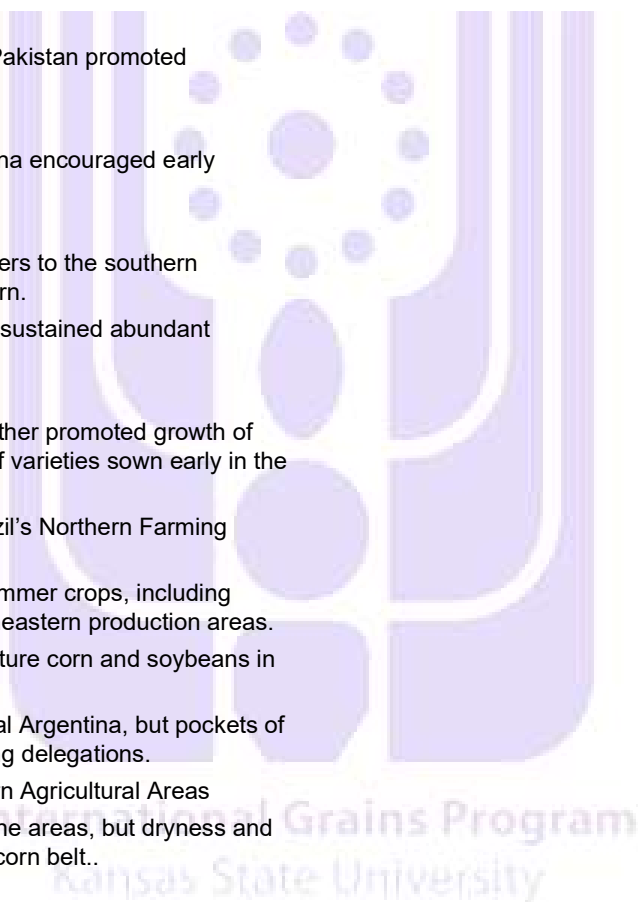 Pakistan promoted
na encouraged early
ers to the southern
rn.
sustained abundant
ther promoted growth of
f varieties sown early in the
zil's Northern Farming
mmer crops, including
eastern production areas.
ture corn and soybeans in
al Argentina, but pockets of
g delegations.
n Agricultural Areas
ne areas, but dryness and
corn belt..
International Grains Program
Kansas State University